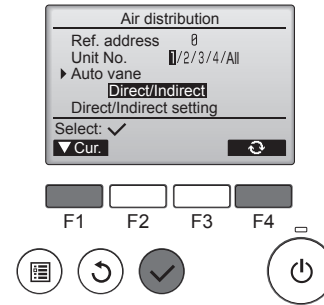 Air distribution
Ref. address 0
Unit No. 1/2/3/4/All
Auto vane
Direct/Indirect
Direct/Indirect setting
Select: ✓
▼Cur.
F1 F2 F3 F4